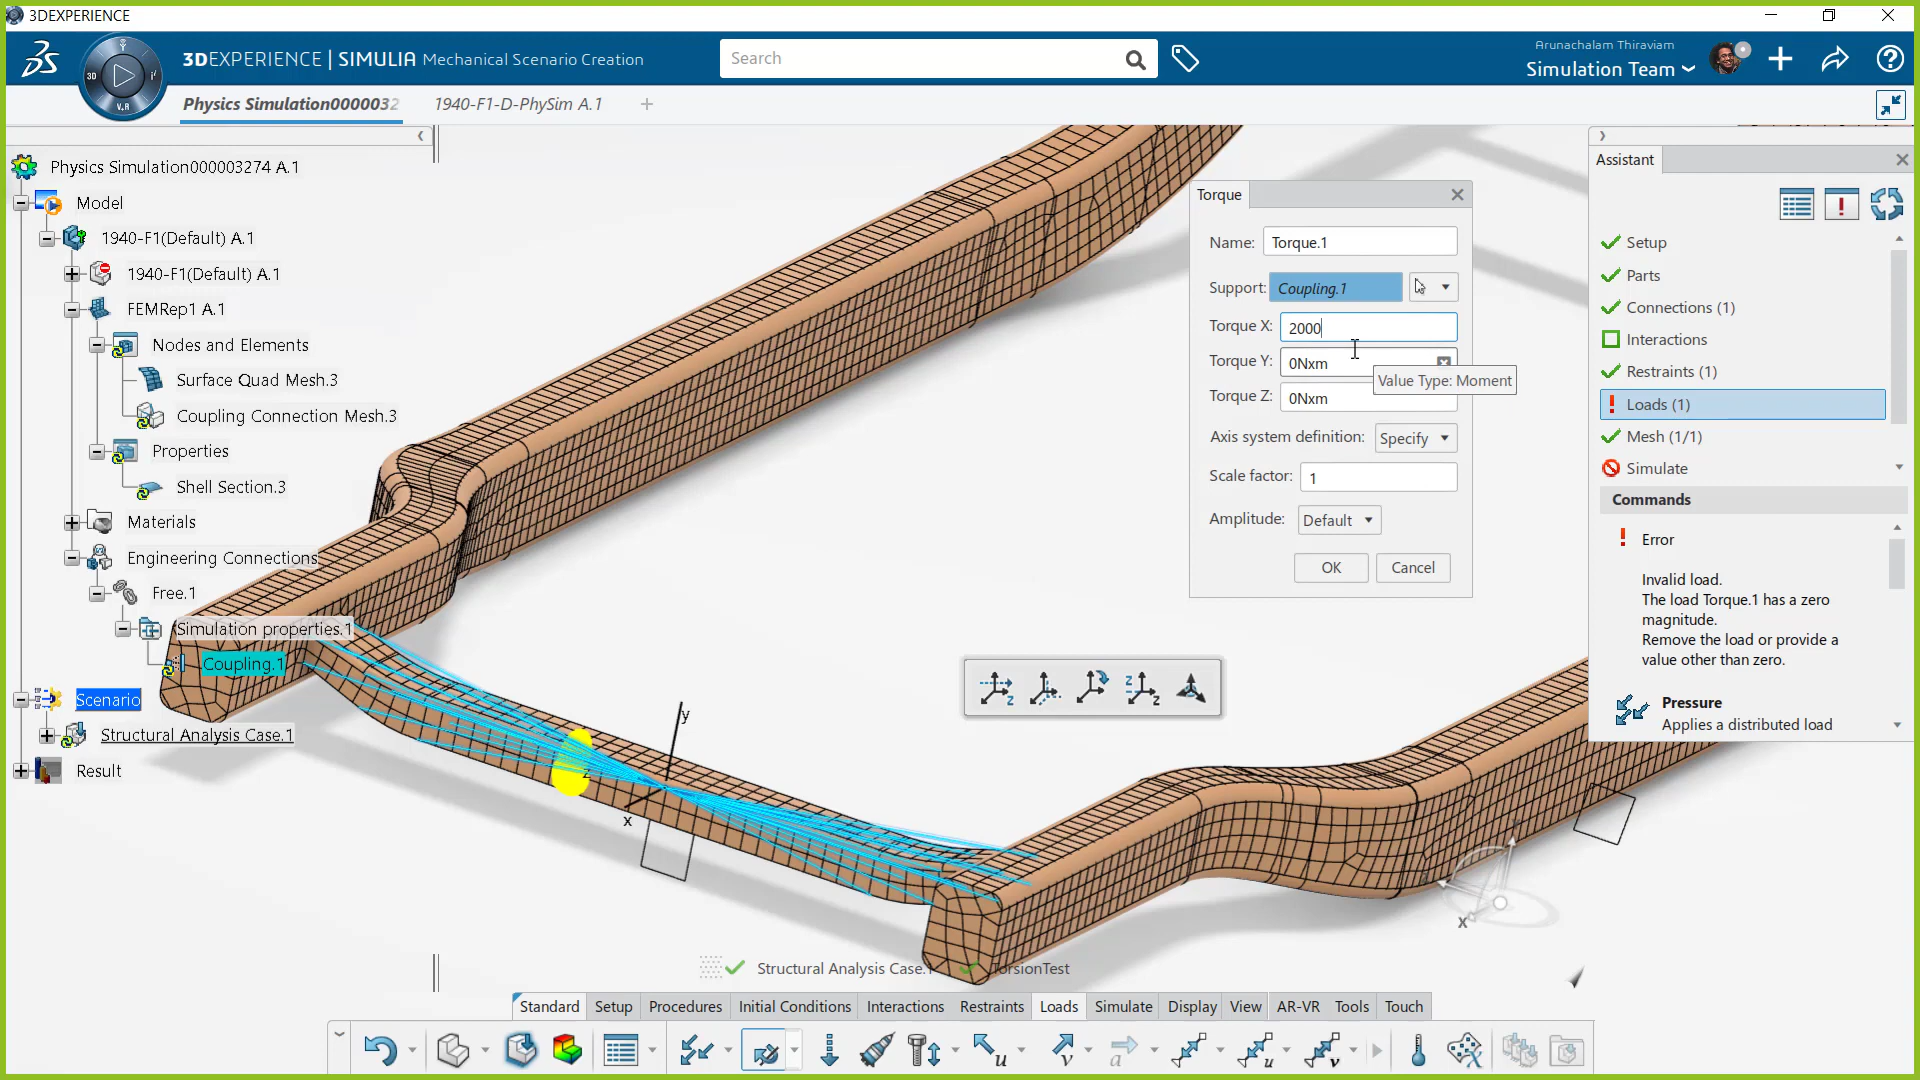 3DEXPERIENCE
3DEXPERIENCE | SIMULIA Mechanical Scenario Creation
Search
Arunachalam Thiraviam
Simulation Team
3D
V.R
Physics Simulation0000032
1940-F1-D-PhySim A.1
Physics Simulation000003274 A.1
Model
1940-F1(Default) A.1
1940-F1(Default) A.1
FEMRep1 A.1
Nodes and Elements
Surface Quad Mesh.3
Coupling Connection Mesh.3
Properties
Shell Section.3
Materials
Engineering Connections
Free.1
Simulation properties.1
Coupling.1
Scenario
Structural Analysis Case.1
Result
Torque
Name: Torque.1
Support: Coupling.1
Torque X: 2000
Torque Y: 0Nxm
Value Type: Moment
Torque Z: 0Nxm
Axis system definition: Specify
Scale factor: 1
Amplitude: Default
OK Cancel
Assistant
Setup
Parts
Connections (1)
Interactions
Restraints (1)
Loads (1)
Mesh (1/1)
Simulate
Commands
Error
Invalid load.
The load Torque.1 has a zero
magnitude.
Remove the load or provide a
value other than zero.
Pressure
Applies a distributed load
y
z
x
x
Structural Analysis Case.1
TorsionTest
Standard Setup Procedures Initial Conditions Interactions Restraints Loads Simulate Display View AR-VR Tools Touch
u v a u v